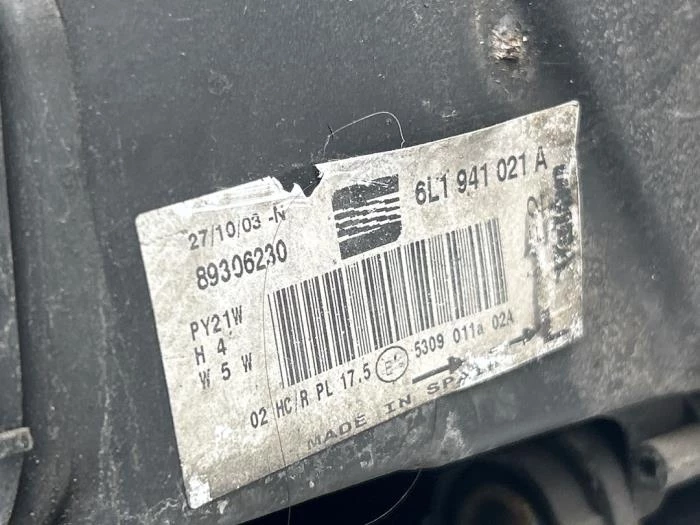 27/10/03 -N
6L1 941 021 A
89306230
PY21W
H 4
W 5 W
02 HC/R PL 17.5 5309 011a 02A
MADE IN SPAIN
Valeo